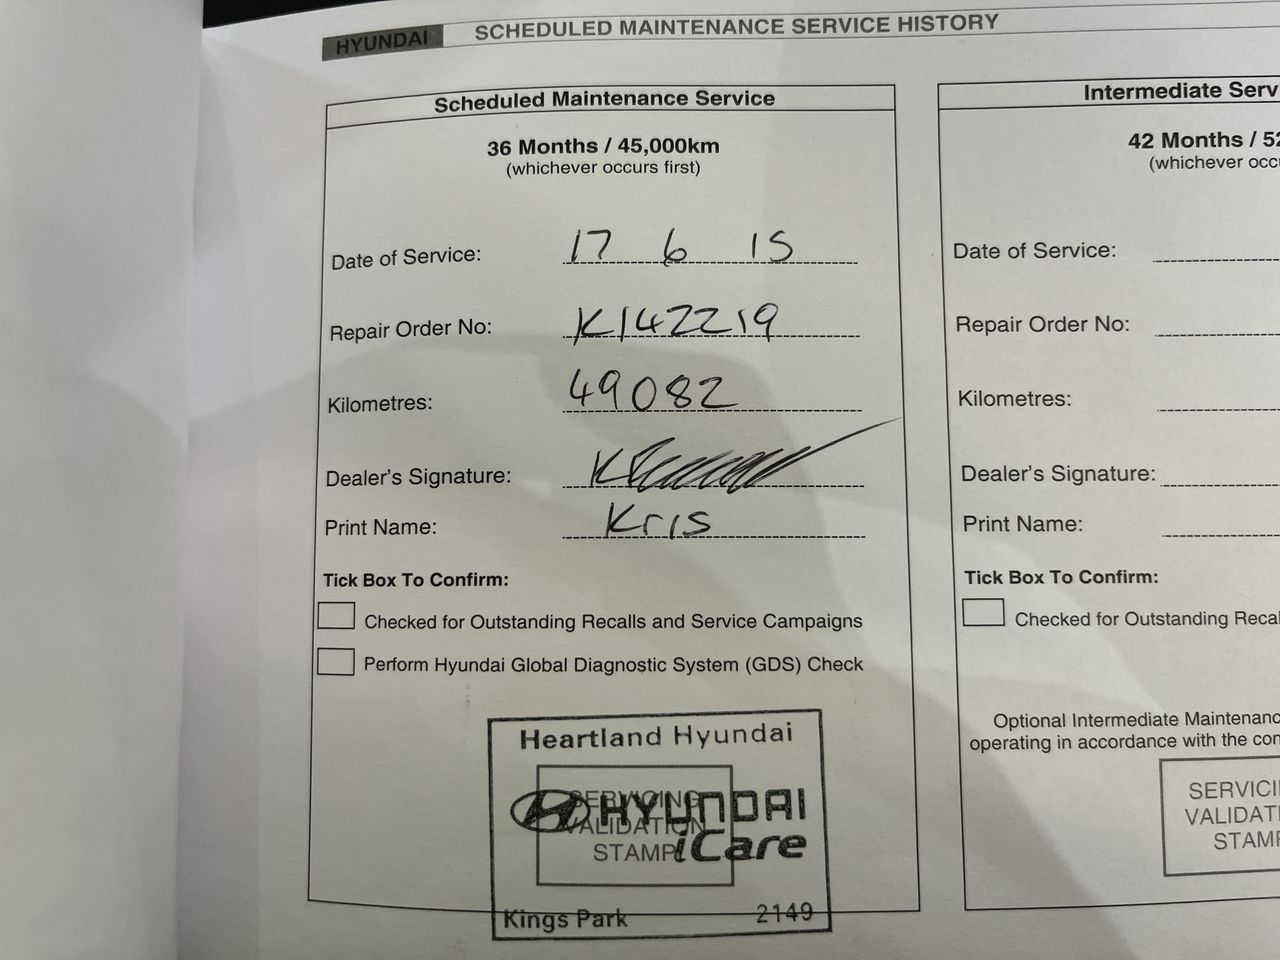 HYUNDAI SCHEDULED MAINTENANCE SERVICE HISTORY
Scheduled Maintenance Service
36 Months / 45,000km
(whichever occurs first)
Date of Service: 17 6 15
Repair Order No: K142219
Kilometres: 49082
Dealer's Signature:
Print Name: Kris
Tick Box To Confirm:
Checked for Outstanding Recalls and Service Campaigns
Perform Hyundai Global Diagnostic System (GDS) Check
Heartland Hyundai
SERVICING
VALIDATION
STAMP
HYUNDAI
iCare
Kings Park 2149
Intermediate Serv
42 Months / 52
(whichever occu
Date of Service:
Repair Order No:
Kilometres:
Dealer's Signature:
Print Name:
Tick Box To Confirm:
Checked for Outstanding Reca
Optional Intermediate Maintenanc
operating in accordance with the con
SERVICI
VALIDATI
STAMP